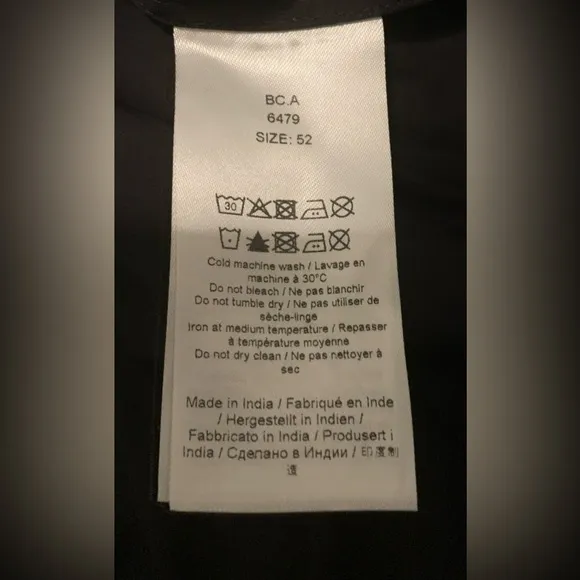 BC.A
6479
SIZE: 52
30
Cold machine wash / Lavage en
machine à 30°C
Do not bleach / Ne pas blanchir
Do not tumble dry / Ne pas utiliser de
sèche-linge
Iron at medium temperature / Repasser
à température moyenne
Do not dry clean / Ne pas nettoyer à
sec
Made in India / Fabriqué en Inde
/ Hergestellt in Indien /
Fabbricato in India / Produsert i
India / Сделано в Индии / 印度制
造